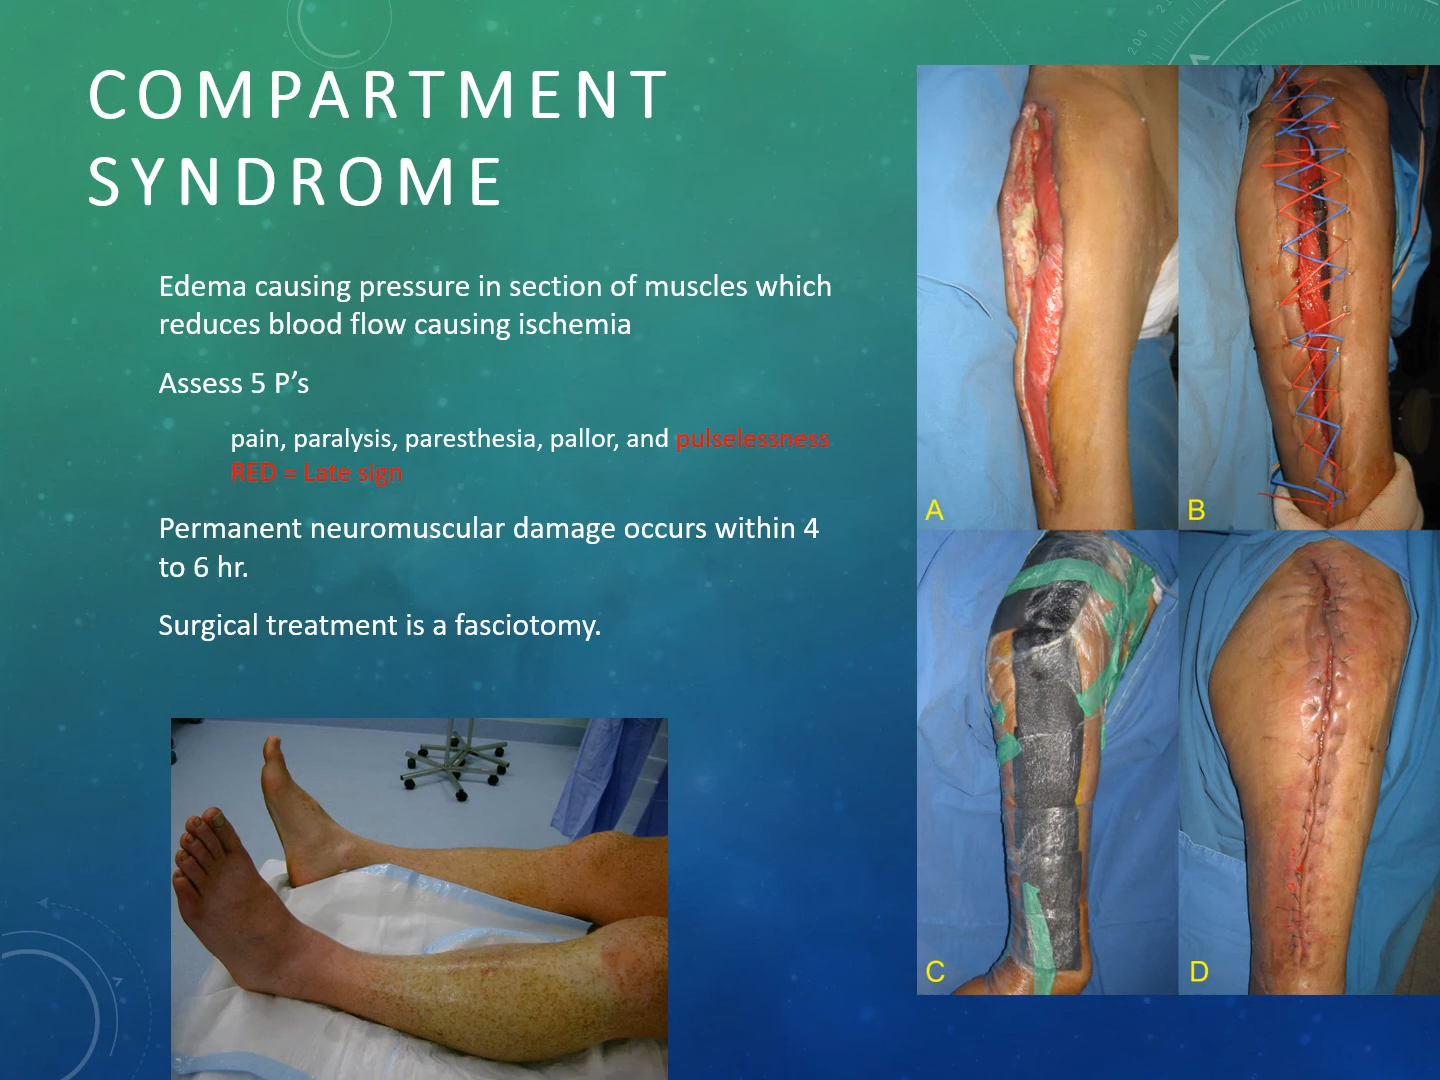 COMPARTMENT
SYNDROME
Edema causing pressure in section of muscles which
reduces blood flow causing ischemia
Assess 5 P’s
pain, paralysis, paresthesia, pallor, and pulselessness
RED = Late sign
Permanent neuromuscular damage occurs within 4
to 6 hr.
Surgical treatment is a fasciotomy.
200
A
B
C
D